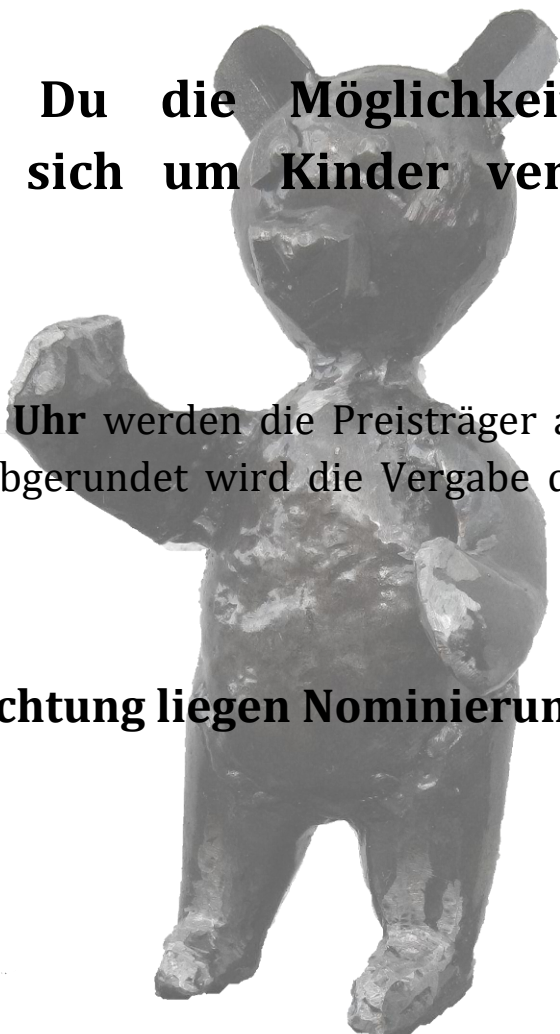 Du die Möglichkei
sich um Kinder ver
Uhr werden die Preisträger a
bgerundet wird die Vergabe
chtung liegen Nominierun